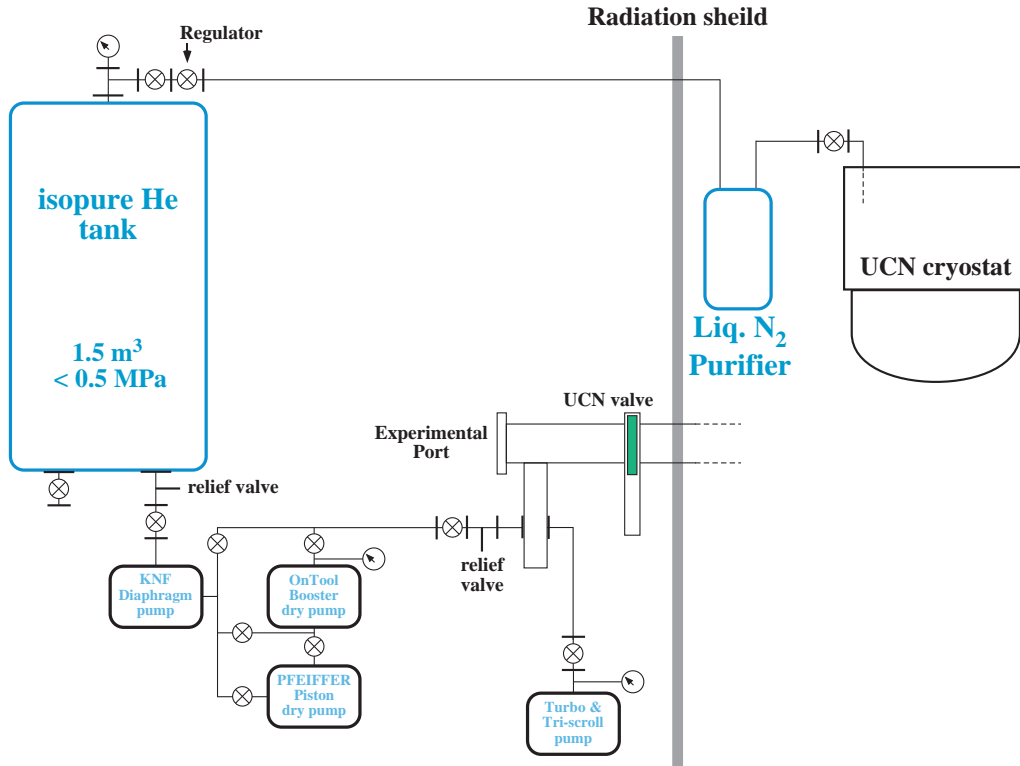 Radiation sheild
Regulator
isopure He
tank
1.5 m³
< 0.5 MPa
UCN cryostat
Liq. N₂
Purifier
UCN valve
Experimental
Port
relief valve
relief
valve
KNF
Diaphragm
pump
OnTool
Booster
dry pump
PFEIFFER
Piston
dry pump
Turbo &
Tri-scroll
pump